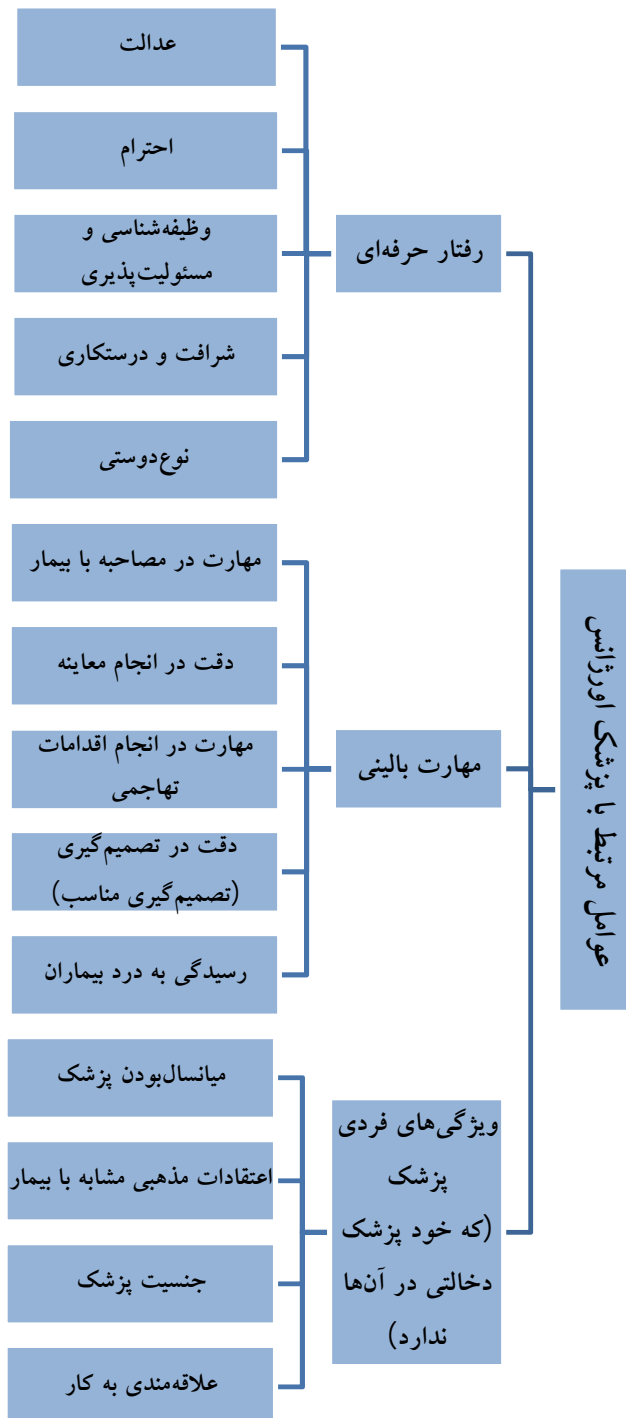 عوامل مرتبط با پزشک اورژانس
رفتار حرفه‌ای
عدالت
احترام
وظیفه‌شناسی و
مسئولیت‌پذیری
شرافت و درستکاری
نوع‌دوستی
مهارت بالینی
مهارت در مصاحبه با بیمار
دقت در انجام معاینه
مهارت در انجام اقدامات
تهاجمی
دقت در تصمیم‌گیری
(تصمیم‌گیری مناسب)
رسیدگی به درد بیماران
ویژگی‌های فردی
پزشک
(که خود پزشک
دخالتی در آن‌ها
ندارد)
میانسال‌بودن پزشک
اعتقادات مذهبی مشابه با بیمار
جنسیت پزشک
علاقه‌مندی به کار